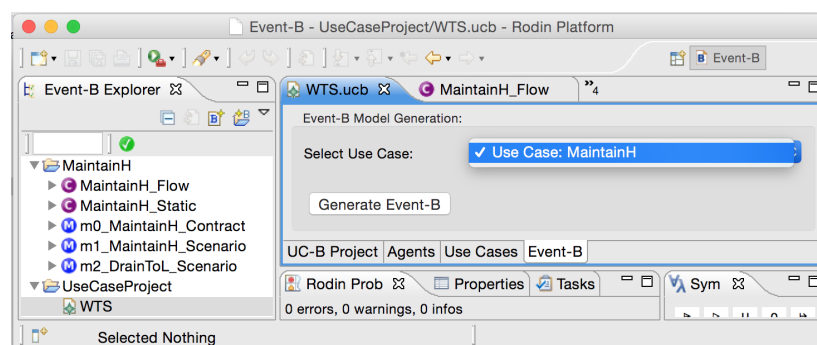 Event-B - UseCaseProject/WTS.ucb - Rodin Platform
Event-B
Event-B Explorer
MaintainH
MaintainH_Flow
MaintainH_Static
m0_MaintainH_Contract
m1_MaintainH_Scenario
m2_DrainToL_Scenario
UseCaseProject
WTS
WTS.ucb
MaintainH_Flow
»4
Event-B Model Generation:
Select Use Case:
✓ Use Case: MaintainH
Generate Event-B
UC-B Project
Agents
Use Cases
Event-B
Rodin Prob
Properties
Tasks
0 errors, 0 warnings, 0 infos
Sym
Selected Nothing